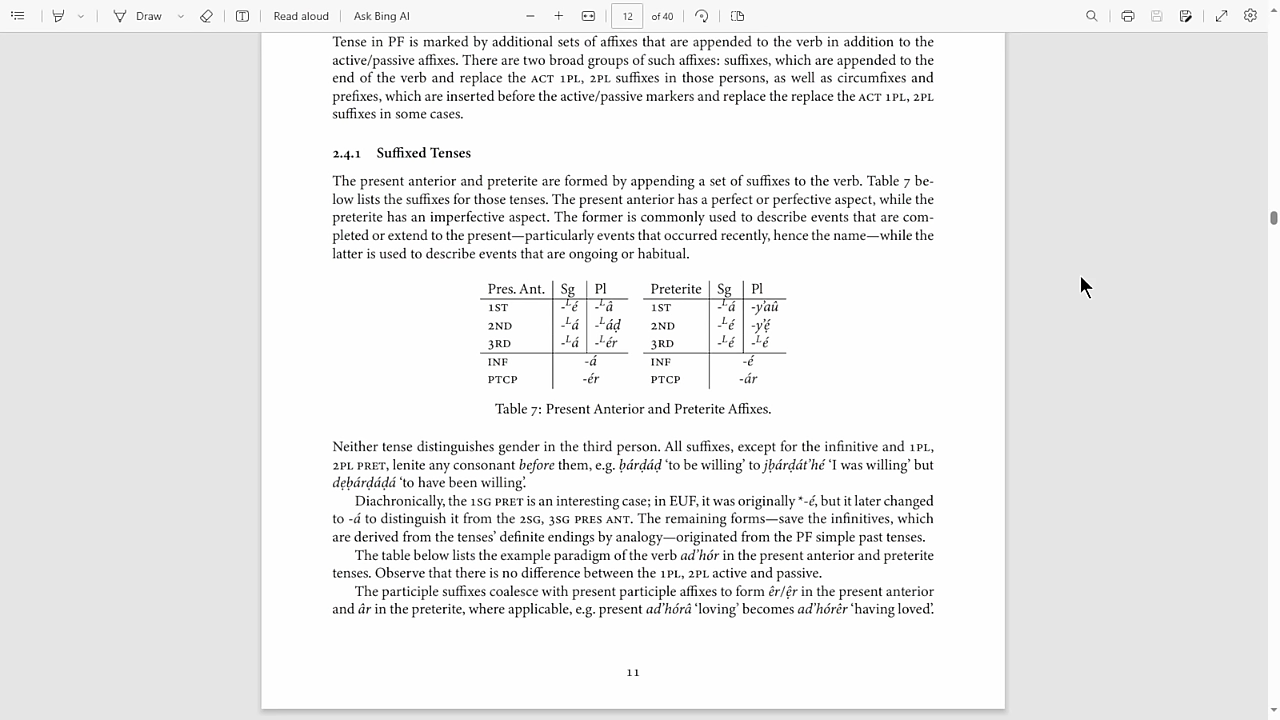 Draw
Read aloud
Ask Bing AI
12 of 40
Tense in PF is marked by additional sets of affixes that are appended to the verb in addition to the
active/passive affixes. There are two broad groups of such affixes: suffixes, which are appended to the
end of the verb and replace the ACT 1PL, 2PL suffixes in those persons, as well as circumfixes and
prefixes, which are inserted before the active/passive markers and replace the replace the ACT 1PL, 2PL
suffixes in some cases.
2.4.1 Suffixed Tenses
The present anterior and preterite are formed by appending a set of suffixes to the verb. Table 7 be-
low lists the suffixes for those tenses. The present anterior has a perfect or perfective aspect, while the
preterite has an imperfective aspect. The former is commonly used to describe events that are com-
pleted or extend to the present—particularly events that occurred recently, hence the name—while the
latter is used to describe events that are ongoing or habitual.
Pres. Ant. Sg Pl Preterite Sg Pl
1ST -ᴸé -ᴸâ 1ST -ᴸá -y’aû
2ND -ᴸá -ᴸáḍ 2ND -ᴸé -y’ẹ́
3RD -ᴸá -ᴸér 3RD -ᴸé -ᴸé
INF -á INF -é
PTCP -ér PTCP -ár
Table 7: Present Anterior and Preterite Affixes.
Neither tense distinguishes gender in the third person. All suffixes, except for the infinitive and 1PL,
2PL PRET, lenite any consonant before them, e.g. ḅárḍáḍ ‘to be willing’ to jḅárḍát’hé ‘I was willing’ but
dẹḅárḍáḍá ‘to have been willing’.
Diachronically, the 1SG PRET is an interesting case; in EUF, it was originally *-é, but it later changed
to -á to distinguish it from the 2SG, 3SG PRES ANT. The remaining forms—save the infinitives, which
are derived from the tenses’ definite endings by analogy—originated from the PF simple past tenses.
The table below lists the example paradigm of the verb ad’hór in the present anterior and preterite
tenses. Observe that there is no difference between the 1PL, 2PL active and passive.
The participle suffixes coalesce with present participle affixes to form êr/ệr in the present anterior
and âr in the preterite, where applicable, e.g. present ad’hórâ ‘loving’ becomes ad’hórêr ‘having loved’.
11